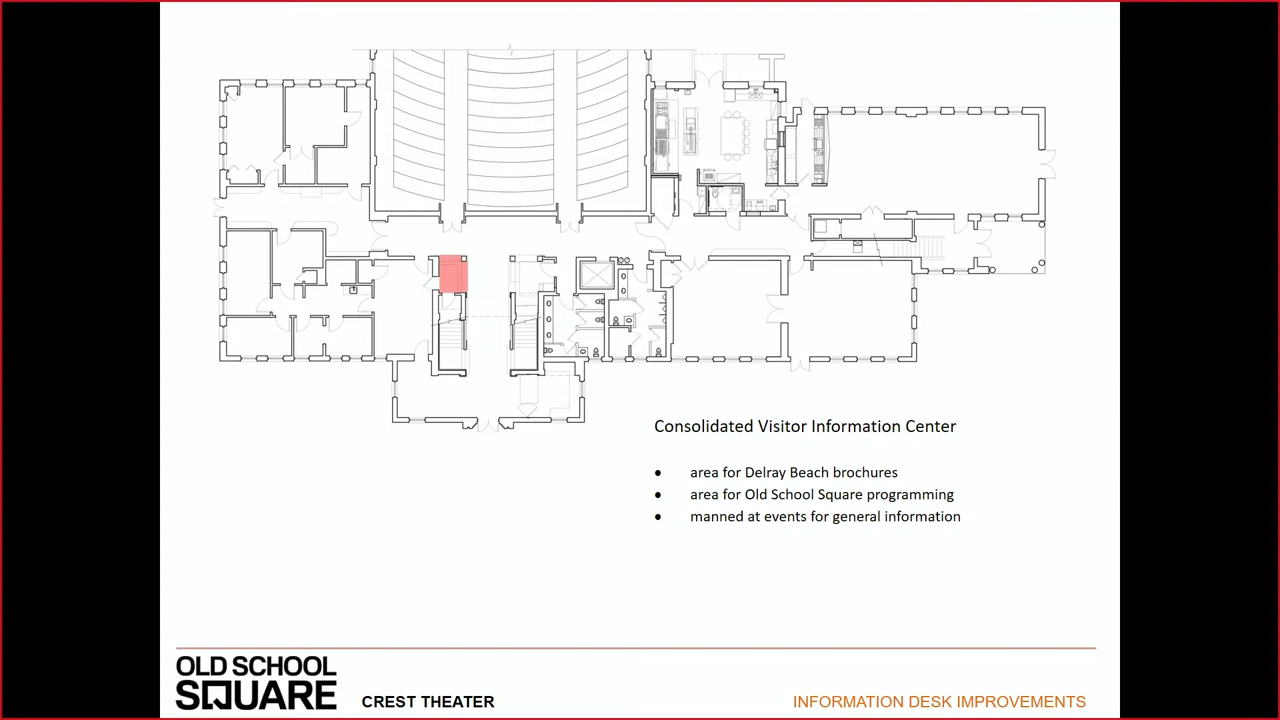 Consolidated Visitor Information Center
• area for Delray Beach brochures
• area for Old School Square programming
• manned at events for general information
OLD SCHOOL
SQUARE
CREST THEATER
INFORMATION DESK IMPROVEMENTS